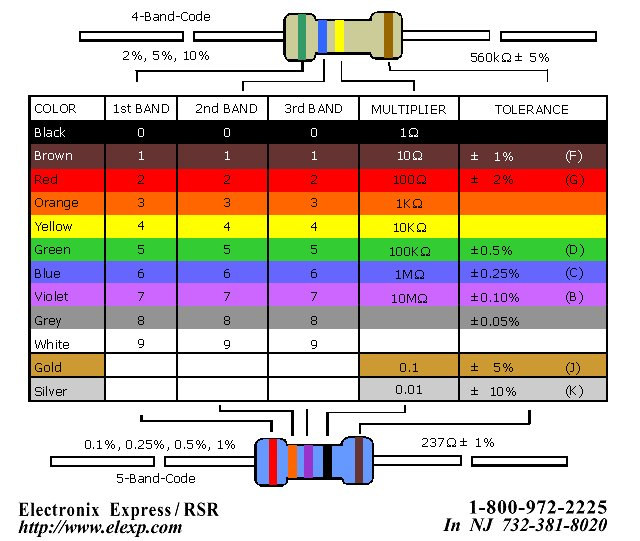 4-Band-Code
2%, 5%, 10%
560kΩ ± 5%
COLOR 1st BAND 2nd BAND 3rd BAND MULTIPLIER TOLERANCE
Black 0 0 0 1Ω
Brown 1 1 1 10Ω ± 1% (F)
Red 2 2 2 100Ω ± 2% (G)
Orange 3 3 3 1KΩ
Yellow 4 4 4 10KΩ
Green 5 5 5 100KΩ ±0.5% (D)
Blue 6 6 6 1MΩ ±0.25% (C)
Violet 7 7 7 10MΩ ±0.10% (B)
Grey 8 8 8 ±0.05%
White 9 9 9
Gold 0.1 ± 5% (J)
Silver 0.01 ± 10% (K)
0.1%, 0.25%, 0.5%, 1%
237Ω ± 1%
5-Band-Code
Electronix Express / RSR
http://www.elexp.com
1-800-972-2225
In NJ 732-381-8020